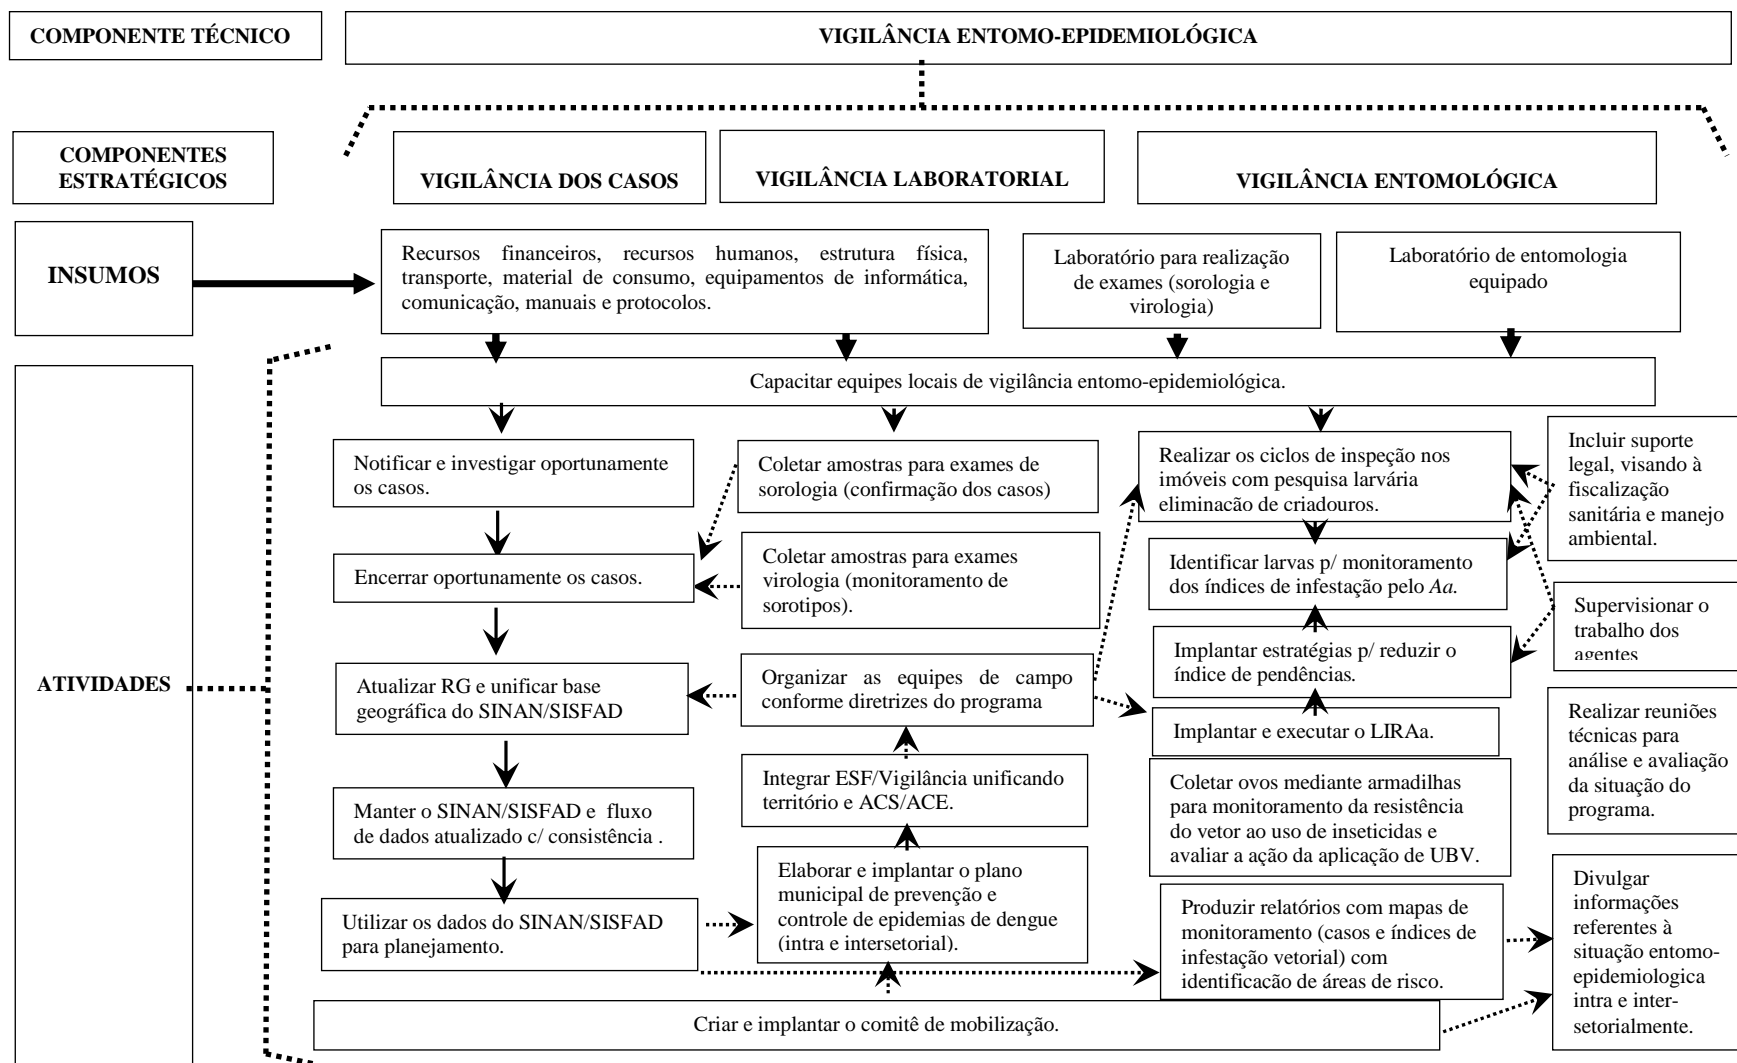 COMPONENTE TÉCNICO
VIGILÂNCIA ENTOMO-EPIDEMIOLÓGICA
COMPONENTES
ESTRATÉGICOS
VIGILÂNCIA DOS CASOS
VIGILÂNCIA LABORATORIAL
VIGILÂNCIA ENTOMOLÓGICA
INSUMOS
Recursos financeiros, recursos humanos, estrutura física,
transporte, material de consumo, equipamentos de informática,
comunicação, manuais e protocolos.
Laboratório para realização
de exames (sorologia e
virologia)
Laboratório de entomologia
equipado
ATIVIDADES
Capacitar equipes locais de vigilância entomo-epidemiológica.
Notificar e investigar oportunamente
os casos.
Encerrar oportunamente os casos.
Atualizar RG e unificar base
geográfica do SINAN/SISFAD
Manter o SINAN/SISFAD e fluxo
de dados atualizado c/ consistência .
Utilizar os dados do SINAN/SISFAD
para planejamento.
Coletar amostras para exames de
sorologia (confirmação dos casos)
Coletar amostras para exames
virologia (monitoramento de
sorotipos).
Organizar as equipes de campo
conforme diretrizes do programa
Integrar ESF/Vigilância unificando
território e ACS/ACE.
Elaborar e implantar o plano
municipal de prevenção e
controle de epidemias de dengue
(intra e intersetorial).
Realizar os ciclos de inspeção nos
imóveis com pesquisa larvária
eliminacão de criadouros.
Identificar larvas p/ monitoramento
dos índices de infestação pelo Aa.
Implantar estratégias p/ reduzir o
índice de pendências.
Implantar e executar o LIRAa.
Coletar ovos mediante armadilhas
para monitoramento da resistência
do vetor ao uso de inseticidas e
avaliar a ação da aplicação de UBV.
Produzir relatórios com mapas de
monitoramento (casos e índices de
infestação vetorial) com
identificacão de áreas de risco.
Incluir suporte
legal, visando à
fiscalização
sanitária e manejo
ambiental.
Supervisionar o
trabalho dos
agentes
Realizar reuniões
técnicas para
análise e avaliação
da situação do
programa.
Divulgar
informações
referentes à
situação entomo-
epidemiologica
intra e inter-
setorialmente.
Criar e implantar o comitê de mobilização.